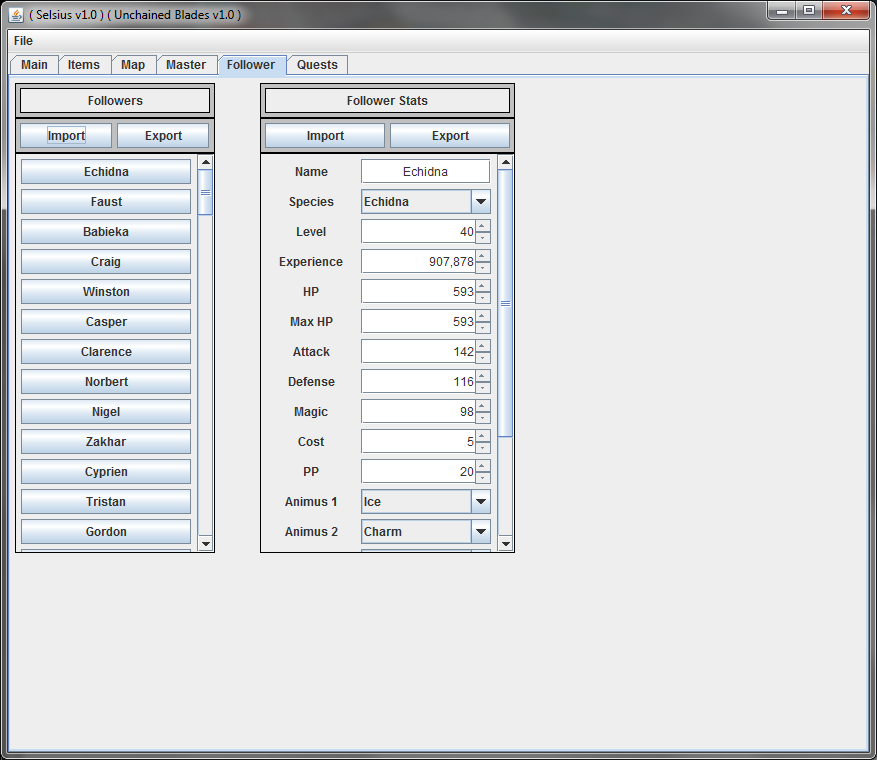 ( Selsius v1.0 ) ( Unchained Blades v1.0 )
File
Main Items Map Master Follower Quests
Followers
Import Export
Echidna
Faust
Babieka
Craig
Winston
Casper
Clarence
Norbert
Nigel
Zakhar
Cyprien
Tristan
Gordon
Follower Stats
Import Export
Name Echidna
Species Echidna
Level 40
Experience 907,878
HP 593
Max HP 593
Attack 142
Defense 116
Magic 98
Cost 5
PP 20
Animus 1 Ice
Animus 2 Charm